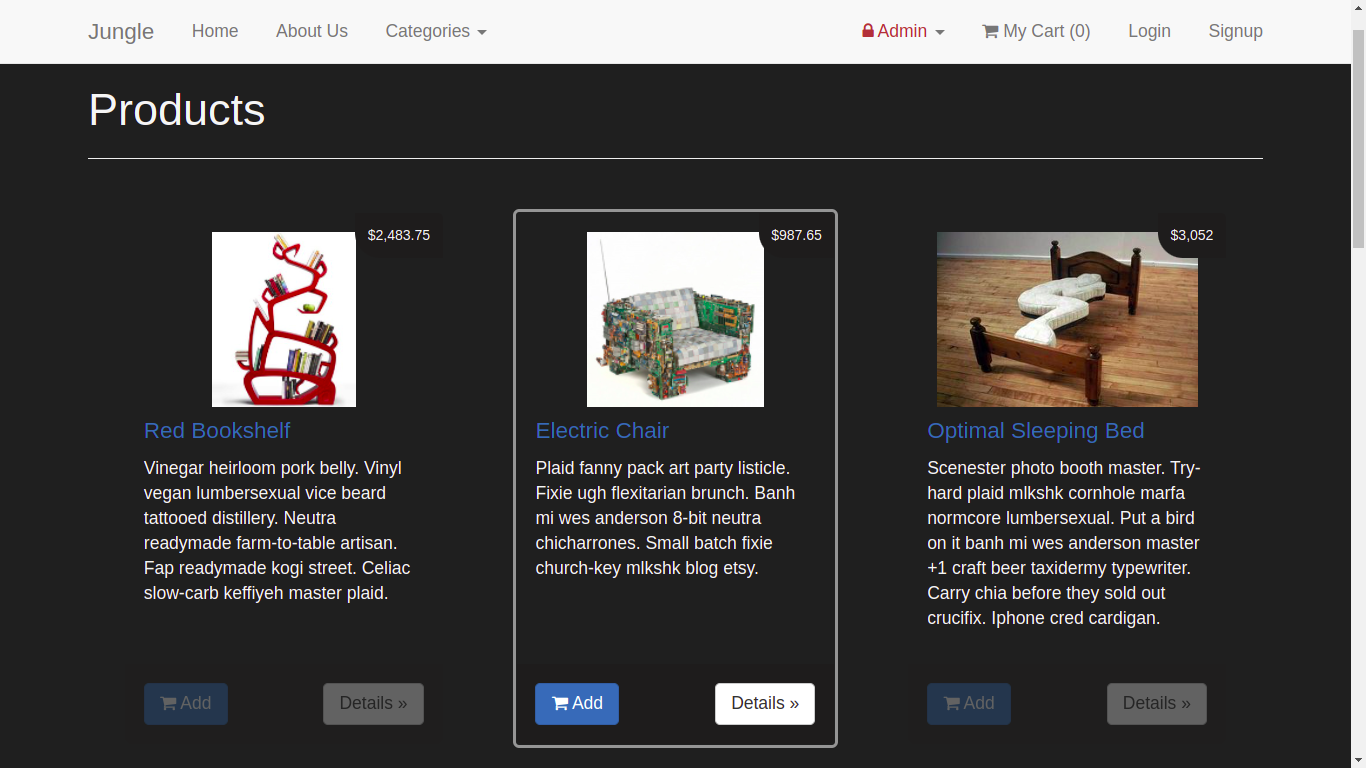 Jungle Home About Us Categories Admin My Cart (0) Login Signup
Products
$2,483.75
Red Bookshelf
Vinegar heirloom pork belly. Vinyl
vegan lumbersexual vice beard
tattooed distillery. Neutra
readymade farm-to-table artisan.
Fap readymade kogi street. Celiac
slow-carb keffiyeh master plaid.
Add Details »
$987.65
Electric Chair
Plaid fanny pack art party listicle.
Fixie ugh flexitarian brunch. Banh
mi wes anderson 8-bit neutra
chicharrones. Small batch fixie
church-key mlkshk blog etsy.
Add Details »
$3,052
Optimal Sleeping Bed
Scenester photo booth master. Try-
hard plaid mlkshk cornhole marfa
normcore lumbersexual. Put a bird
on it banh mi wes anderson master
+1 craft beer taxidermy typewriter.
Carry chia before they sold out
crucifix. Iphone cred cardigan.
Add Details »